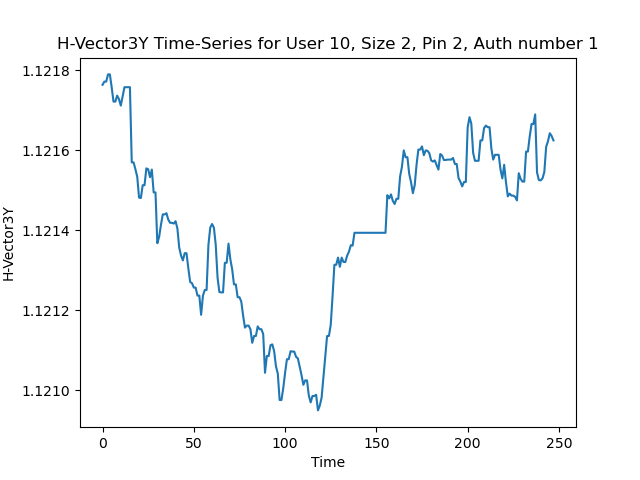 H-Vector3Y Time-Series for User 10, Size 2, Pin 2, Auth number 1
1.1218
1.1216
1.1214
1.1212
1.1210
H-Vector3Y
0 50 100 150 200 250
Time